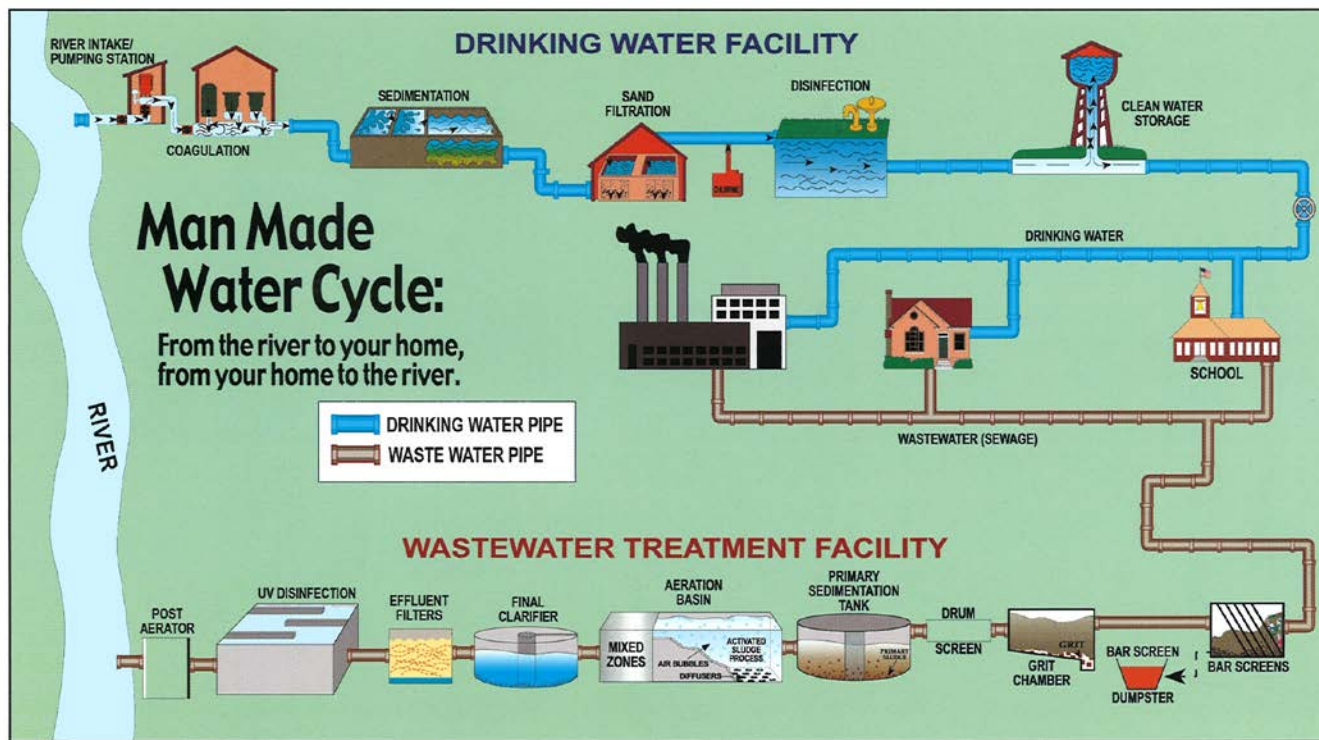 DRINKING WATER FACILITY
RIVER INTAKE/
PUMPING STATION
COAGULATION
SEDIMENTATION
SAND
FILTRATION
DISINFECTION
CLEAN WATER
STORAGE
Man Made
Water Cycle:
From the river to your home,
from your home to the river.
DRINKING WATER PIPE
WASTE WATER PIPE
RIVER
DRINKING WATER
SCHOOL
WASTEWATER (SEWAGE)
WASTEWATER TREATMENT FACILITY
POST
AERATOR
UV DISINFECTION
EFFLUENT
FILTERS
FINAL
CLARIFIER
AERATION
BASIN
MIXED
ZONES
ACTIVATED
SLUDGE
PROCESS
AIR BUBBLES
DIFFUSERS
PRIMARY
SEDIMENTATION
TANK
PRIMARY
SLUDGE
DRUM
SCREEN
GRIT
GRIT
CHAMBER
BAR SCREEN
DUMPSTER
BAR SCREENS